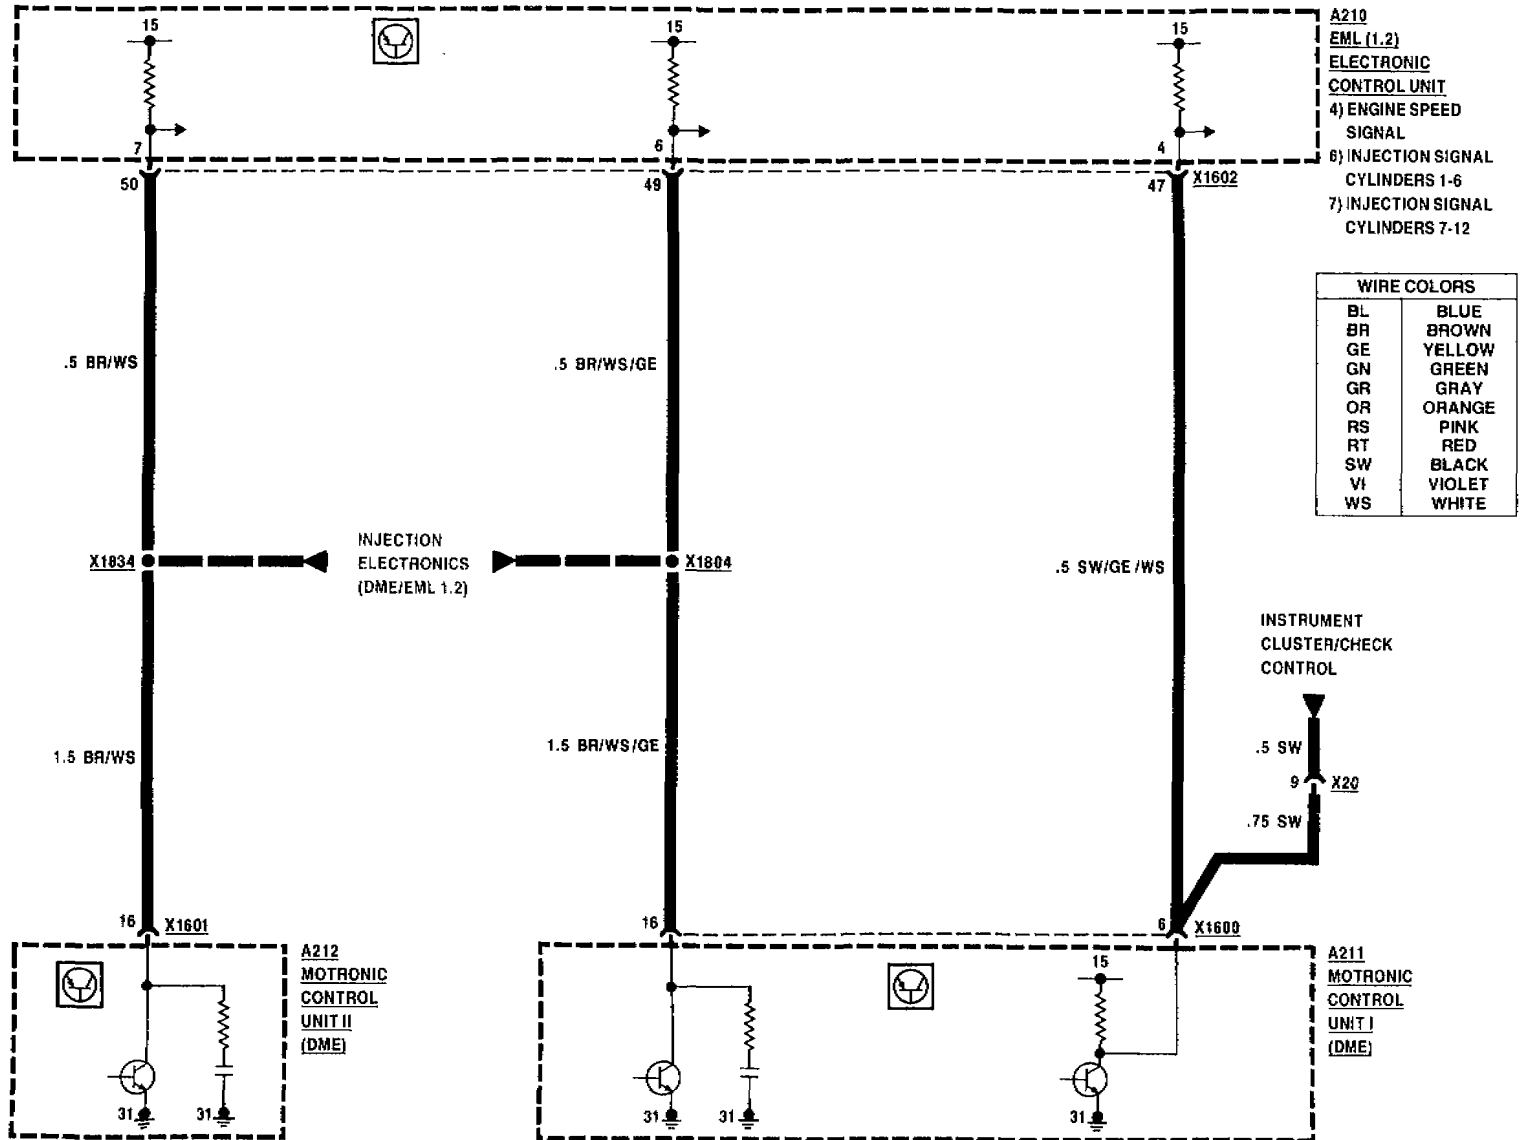 15
15
15
7
6
4
A210
EML (1.2)
ELECTRONIC
CONTROL UNIT
4) ENGINE SPEED
SIGNAL
6) INJECTION SIGNAL
CYLINDERS 1-6
7) INJECTION SIGNAL
CYLINDERS 7-12
50
49
47
X1602
WIRE COLORS
BL BLUE
BR BROWN
GE YELLOW
GN GREEN
GR GRAY
OR ORANGE
RS PINK
RT RED
SW BLACK
VI VIOLET
WS WHITE
.5 BR/WS
.5 BR/WS/GE
.5 SW/GE/WS
X1834
INJECTION
ELECTRONICS
(DME/EML 1.2)
X1804
INSTRUMENT
CLUSTER/CHECK
CONTROL
.5 SW
9
X20
.75 SW
1.5 BR/WS
1.5 BR/WS/GE
16
X1601
16
6
X1600
A212
MOTRONIC
CONTROL
UNIT II
(DME)
31
31
15
31
31
31
A211
MOTRONIC
CONTROL
UNIT I
(DME)